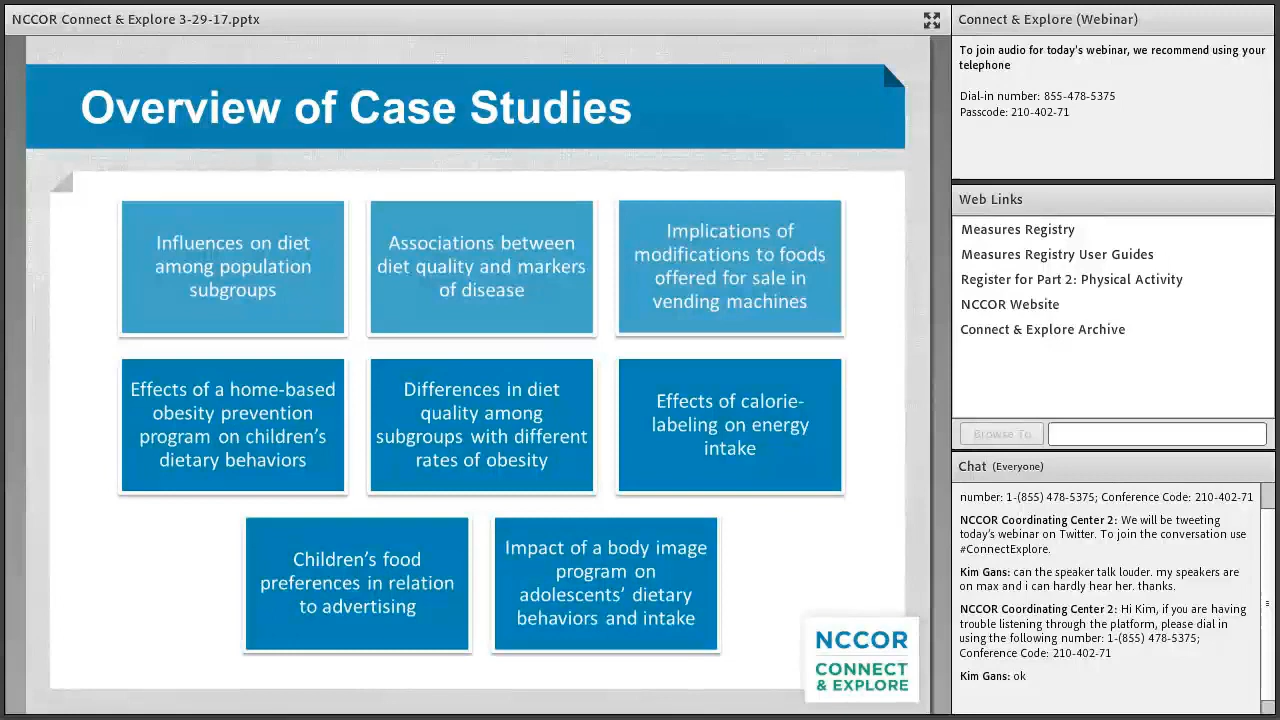 NCCOR Connect & Explore 3-29-17.pptx
Overview of Case Studies
Influences on diet
among population
subgroups
Associations between
diet quality and markers
of disease
Implications of
modifications to foods
offered for sale in
vending machines
Effects of a home-based
obesity prevention
program on children's
dietary behaviors
Differences in diet
quality among
subgroups with different
rates of obesity
Effects of calorie-
labeling on energy
intake
Children's food
preferences in relation
to advertising
Impact of a body image
program on
adolescents' dietary
behaviors and intake
NCCOR
CONNECT
& EXPLORE
Connect & Explore (Webinar)
To join audio for today's webinar, we recommend using your
telephone
Dial-in number: 855-478-5375
Passcode: 210-402-71
Web Links
Measures Registry
Measures Registry User Guides
Register for Part 2: Physical Activity
NCCOR Website
Connect & Explore Archive
Browse To
Chat (Everyone)
number: 1-(855) 478-5375; Conference Code: 210-402-71
NCCOR Coordinating Center 2: We will be tweeting
today's webinar on Twitter. To join the conversation use
#ConnectExplore.
Kim Gans: can the speaker talk louder. my speakers are
on max and i can hardly hear her. thanks.
NCCOR Coordinating Center 2: Hi Kim, if you are having
trouble listening through the platform, please dial in
using the following number: 1-(855) 478-5375;
Conference Code: 210-402-71
Kim Gans: ok